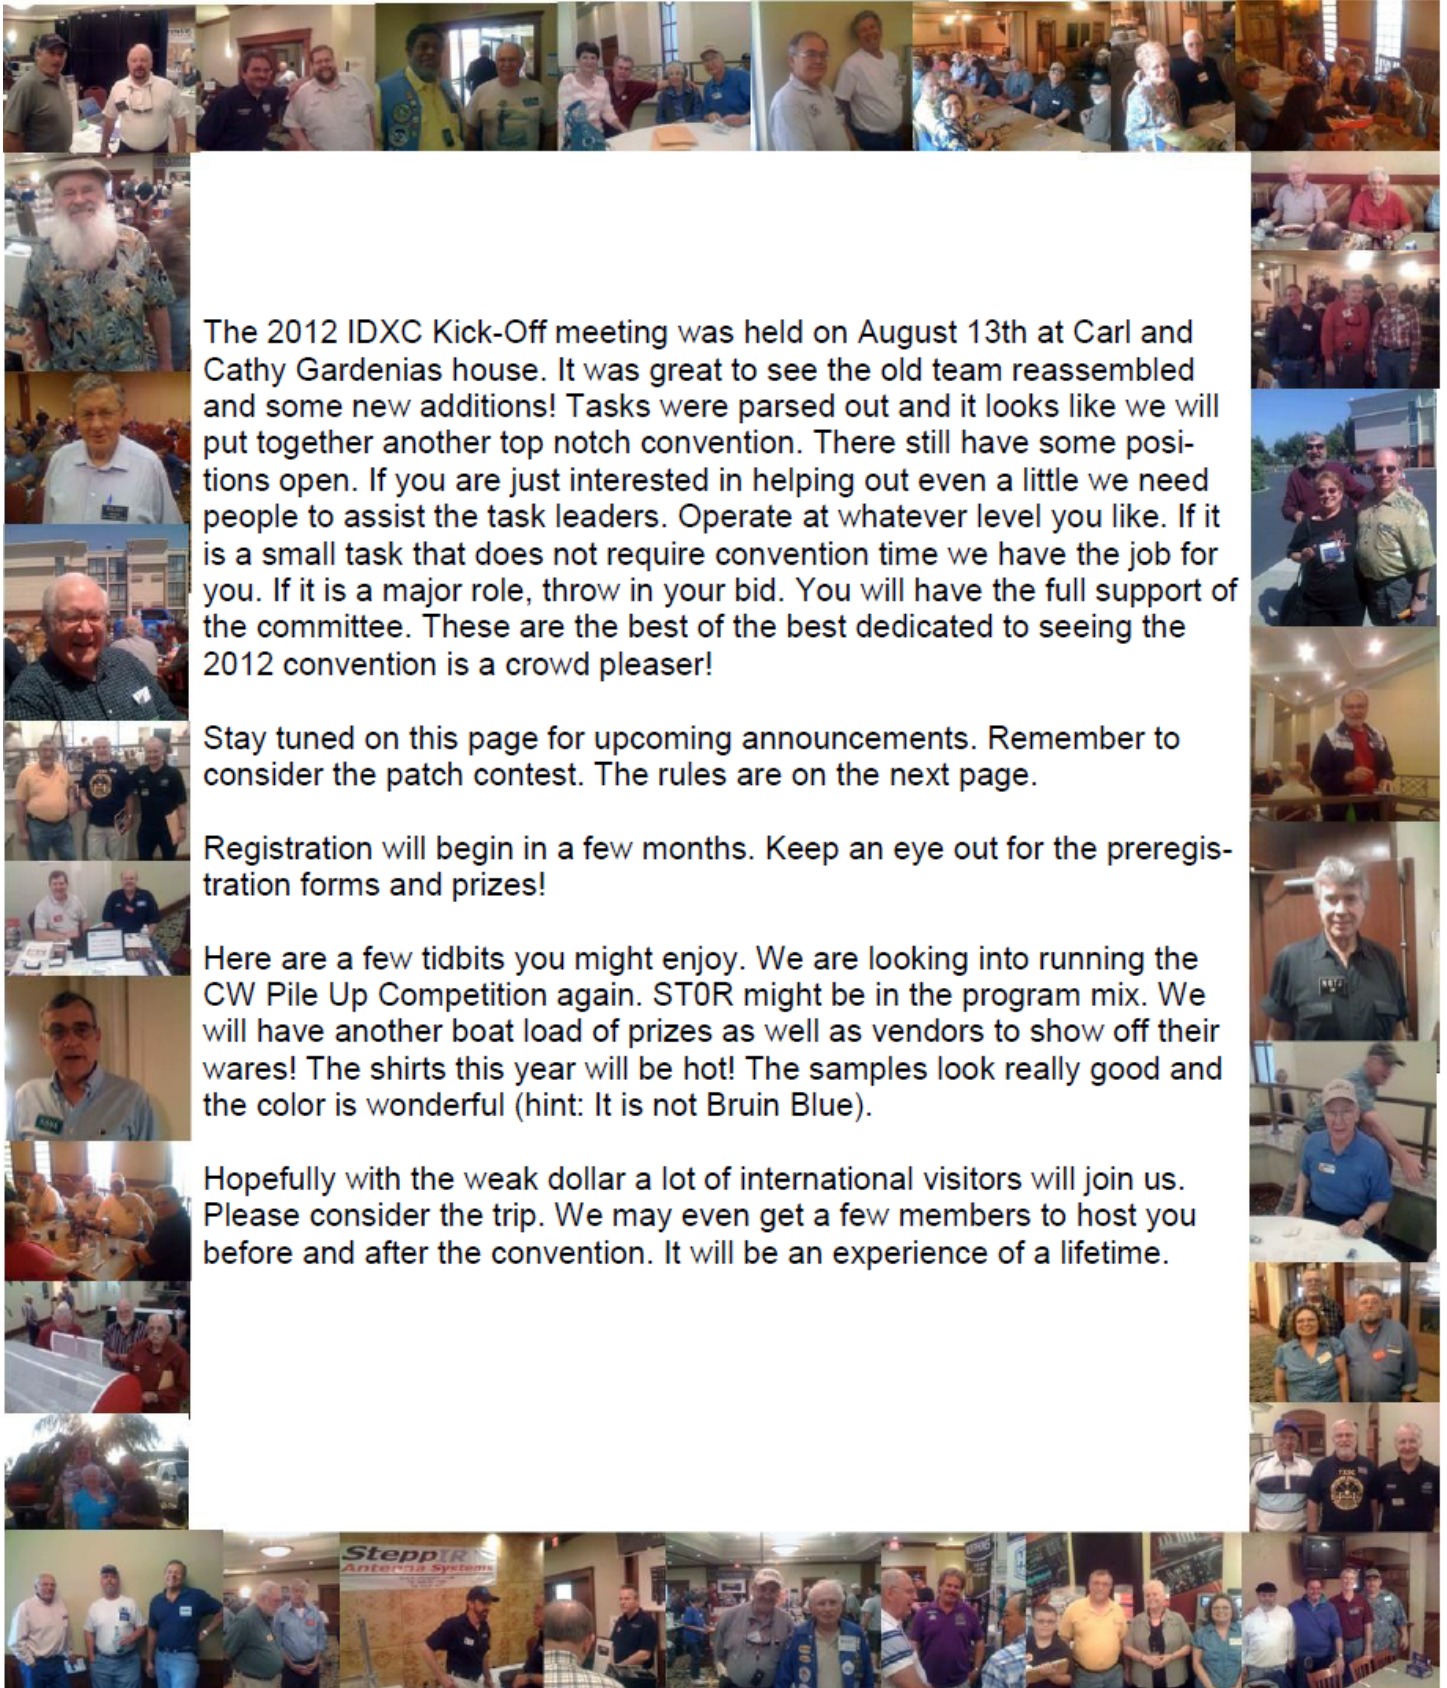 The 2012 IDXC Kick-Off meeting was held on August 13th at Carl and
Cathy Gardenias house. It was great to see the old team reassembled
and some new additions! Tasks were parsed out and it looks like we will
put together another top notch convention. There still have some posi-
tions open. If you are just interested in helping out even a little we need
people to assist the task leaders. Operate at whatever level you like. If it
is a small task that does not require convention time we have the job for
you. If it is a major role, throw in your bid. You will have the full support of
the committee. These are the best of the best dedicated to seeing the
2012 convention is a crowd pleaser!
Stay tuned on this page for upcoming announcements. Remember to
consider the patch contest. The rules are on the next page.
Registration will begin in a few months. Keep an eye out for the preregis-
tration forms and prizes!
Here are a few tidbits you might enjoy. We are looking into running the
CW Pile Up Competition again. ST0R might be in the program mix. We
will have another boat load of prizes as well as vendors to show off their
wares! The shirts this year will be hot! The samples look really good and
the color is wonderful (hint: It is not Bruin Blue).
Hopefully with the weak dollar a lot of international visitors will join us.
Please consider the trip. We may even get a few members to host you
before and after the convention. It will be an experience of a lifetime.
SteppIR
Antenna Systems